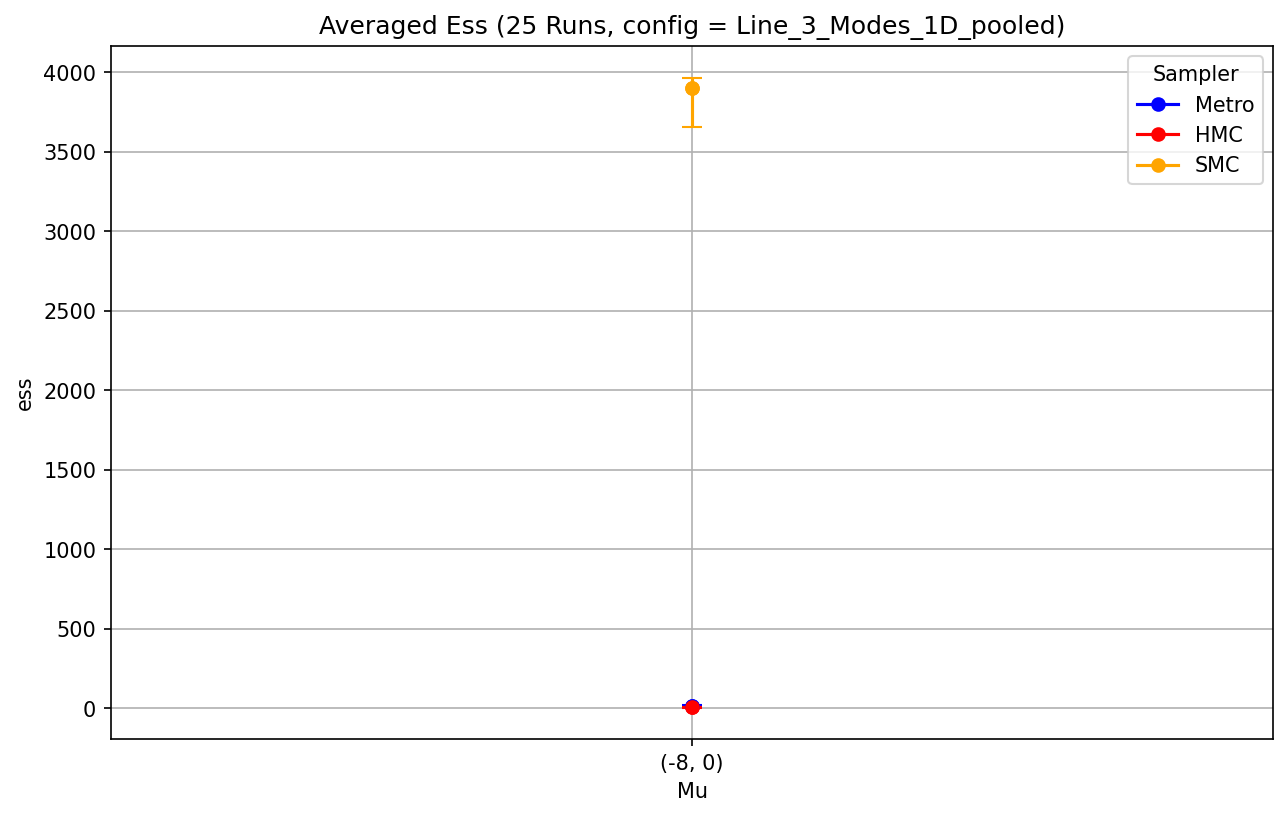 Averaged Ess (25 Runs, config = Line_3_Modes_1D_pooled)
4000
3500
3000
2500
2000
1500
1000
500
0
ess
(-8, 0)
Mu
Sampler
Metro
HMC
SMC